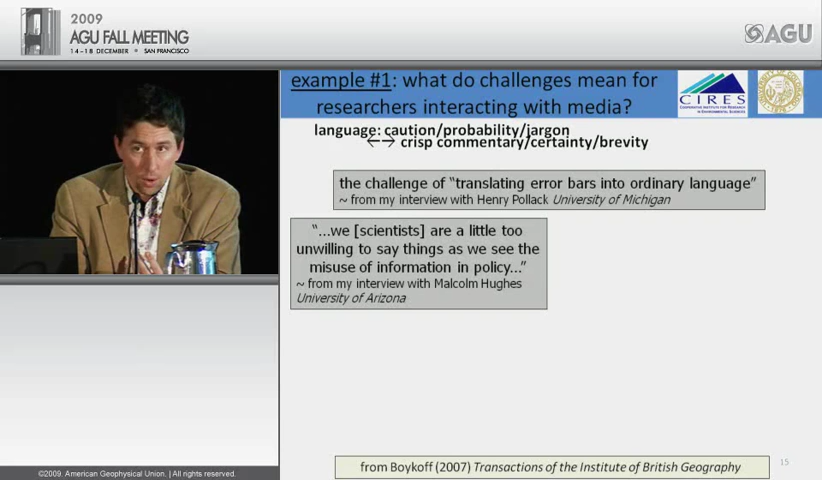 2009
AGU FALL MEETING
14–18 DECEMBER • SAN FRANCISCO
AGU
example #1: what do challenges mean for
researchers interacting with media?
CIRES
language: caution/probability/jargon
←→ crisp commentary/certainty/brevity
the challenge of “translating error bars into ordinary language”
~ from my interview with Henry Pollack University of Michigan
“...we [scientists] are a little too
unwilling to say things as we see the
misuse of information in policy...”
~ from my interview with Malcolm Hughes
University of Arizona
from Boykoff (2007) Transactions of the Institute of British Geography
15
©2009. American Geophysical Union. | All rights reserved.